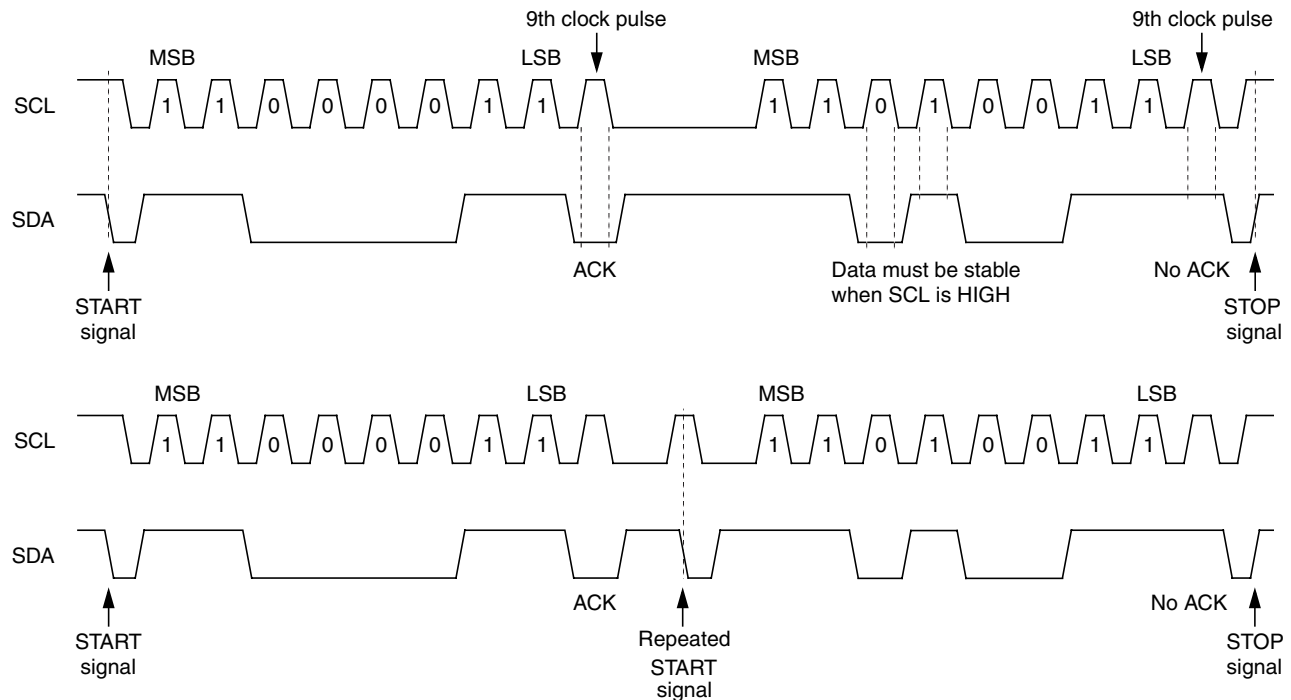 9th clock pulse 9th clock pulse
MSB LSB MSB LSB
SCL 1 1 0 0 0 0 1 1 1 1 0 1 0 0 1 1
SDA
ACK Data must be stable No ACK
when SCL is HIGH
START STOP
signal signal
MSB LSB MSB LSB
SCL 1 1 0 0 0 0 1 1 1 1 0 1 0 0 1 1
SDA
ACK No ACK
START Repeated STOP
signal START signal
signal